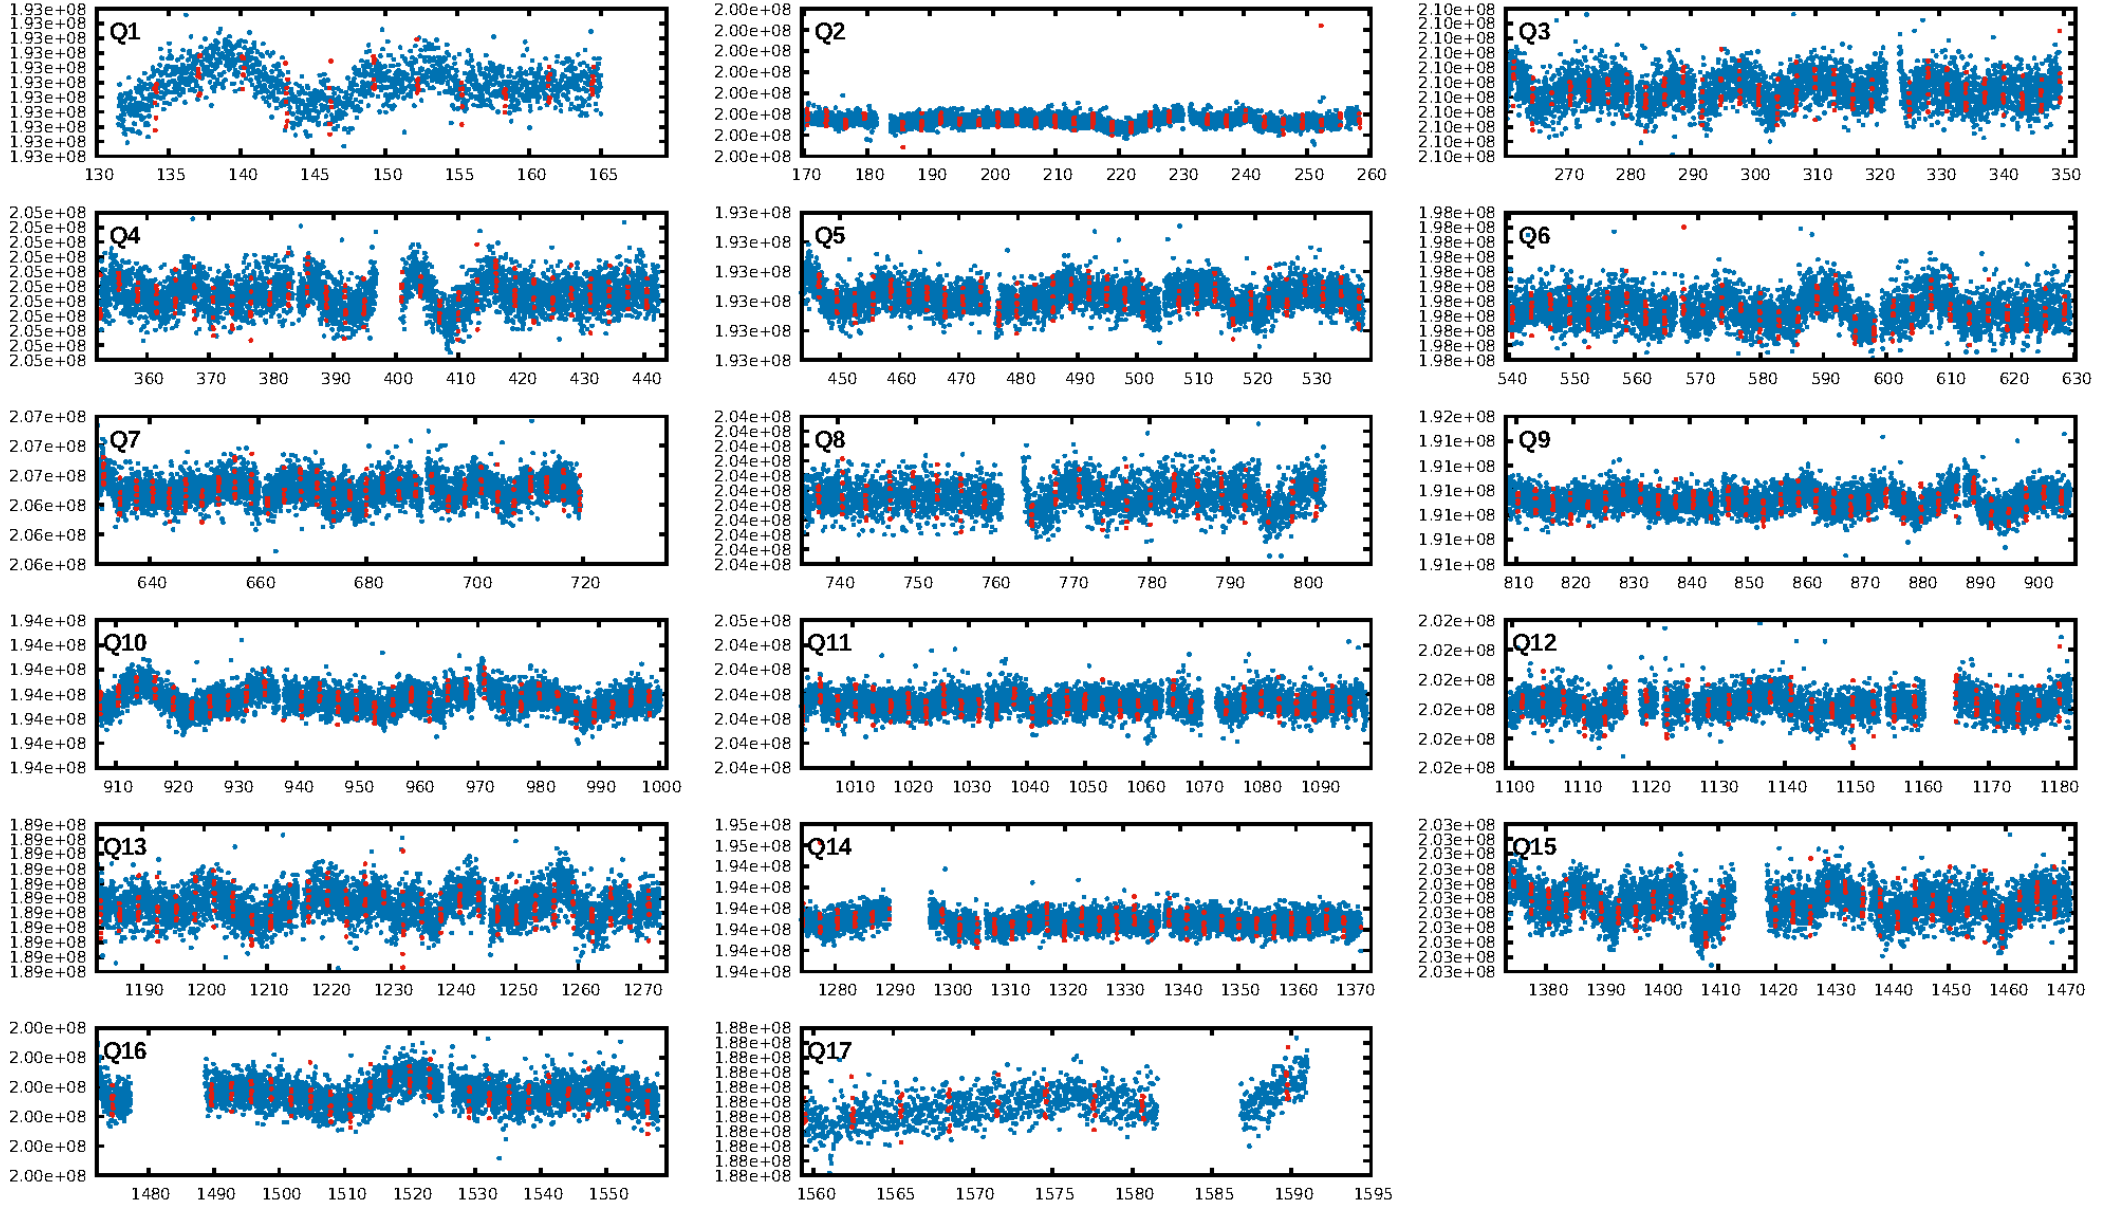 1.93e+08
1.93e+08
1.93e+08
1.93e+08
1.93e+08
1.93e+08
1.93e+08
1.93e+08
1.93e+08
1.93e+08
1.93e+08
Q1
130 135 140 145 150 155 160 165
2.00e+08
2.00e+08
2.00e+08
2.00e+08
2.00e+08
2.00e+08
2.00e+08
2.00e+08
Q2
170 180 190 200 210 220 230 240 250 260
2.10e+08
2.10e+08
2.10e+08
2.10e+08
2.10e+08
2.10e+08
2.10e+08
2.10e+08
2.10e+08
2.10e+08
2.10e+08
Q3
270 280 290 300 310 320 330 340 350
2.05e+08
2.05e+08
2.05e+08
2.05e+08
2.05e+08
2.05e+08
2.05e+08
2.05e+08
2.05e+08
2.05e+08
2.05e+08
Q4
360 370 380 390 400 410 420 430 440
1.93e+08
1.93e+08
1.93e+08
1.93e+08
1.93e+08
1.93e+08
Q5
450 460 470 480 490 500 510 520 530
1.98e+08
1.98e+08
1.98e+08
1.98e+08
1.98e+08
1.98e+08
1.98e+08
1.98e+08
1.98e+08
1.98e+08
1.98e+08
Q6
540 550 560 570 580 590 600 610 620 630
2.07e+08
2.07e+08
2.07e+08
2.06e+08
2.06e+08
2.06e+08
Q7
640 660 680 700 720
2.04e+08
2.04e+08
2.04e+08
2.04e+08
2.04e+08
2.04e+08
2.04e+08
2.04e+08
2.04e+08
2.04e+08
2.04e+08
Q8
740 750 760 770 780 790 800
1.92e+08
1.91e+08
1.91e+08
1.91e+08
1.91e+08
1.91e+08
1.91e+08
Q9
810 820 830 840 850 860 870 880 890 900
1.94e+08
1.94e+08
1.94e+08
1.94e+08
1.94e+08
1.94e+08
1.94e+08
Q10
910 920 930 940 950 960 970 980 990 1000
2.05e+08
2.04e+08
2.04e+08
2.04e+08
2.04e+08
2.04e+08
2.04e+08
Q11
1010 1020 1030 1040 1050 1060 1070 1080 1090
2.02e+08
2.02e+08
2.02e+08
2.02e+08
2.02e+08
2.02e+08
Q12
1100 1110 1120 1130 1140 1150 1160 1170 1180
1.89e+08
1.89e+08
1.89e+08
1.89e+08
1.89e+08
1.89e+08
1.89e+08
1.89e+08
1.89e+08
1.89e+08
1.89e+08
Q13
1190 1200 1210 1220 1230 1240 1250 1260 1270
1.95e+08
1.95e+08
1.94e+08
1.94e+08
1.94e+08
1.94e+08
1.94e+08
1.94e+08
Q14
1280 1290 1300 1310 1320 1330 1340 1350 1360 1370
2.03e+08
2.03e+08
2.03e+08
2.03e+08
2.03e+08
2.03e+08
2.03e+08
2.03e+08
2.03e+08
2.03e+08
2.03e+08
Q15
1380 1390 1400 1410 1420 1430 1440 1450 1460 1470
2.00e+08
2.00e+08
2.00e+08
2.00e+08
2.00e+08
2.00e+08
Q16
1480 1490 1500 1510 1520 1530 1540 1550
1.88e+08
1.88e+08
1.88e+08
1.88e+08
1.88e+08
1.88e+08
1.88e+08
1.88e+08
1.88e+08
1.88e+08
1.88e+08
Q17
1560 1565 1570 1575 1580 1585 1590 1595